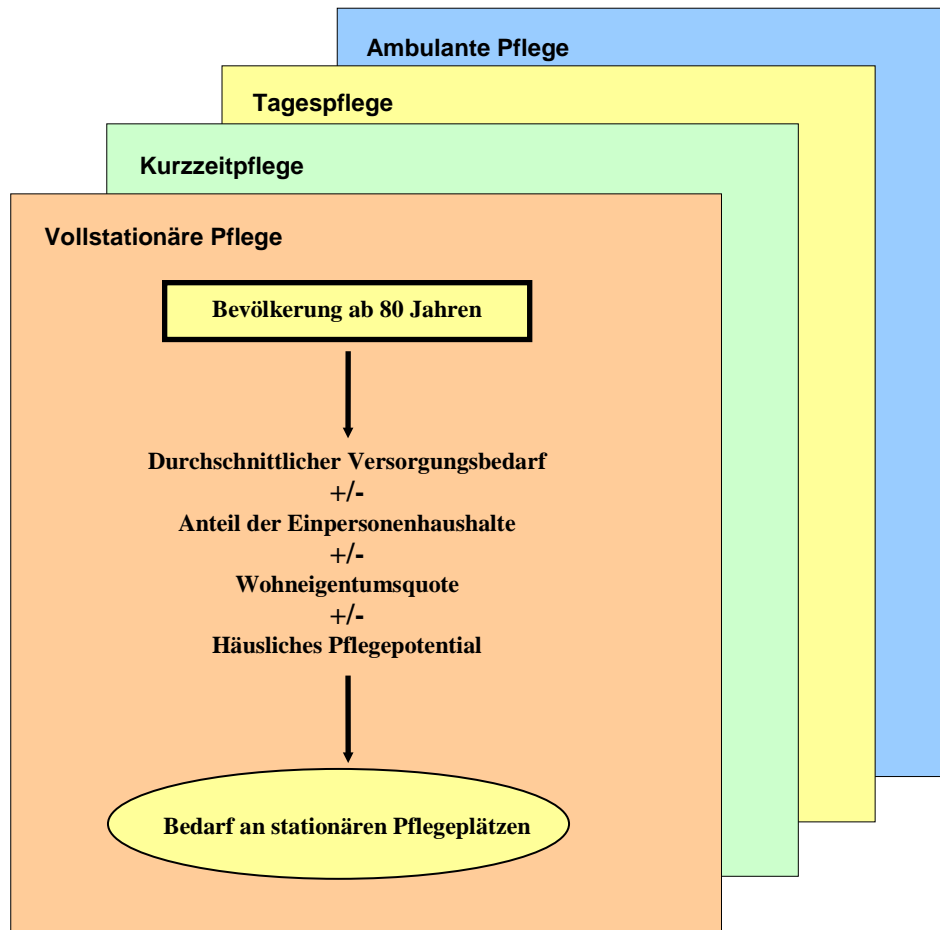 Ambulante Pflege
Tagespflege
Kurzzeitpflege
Vollstationäre Pflege
Bevölkerung ab 80 Jahren
Durchschnittlicher Versorgungsbedarf
+/-
Anteil der Einpersonenhaushalte
+/-
Wohneigentumsquote
+/-
Häusliches Pflegepotential
Bedarf an stationären Pflegeplätzen